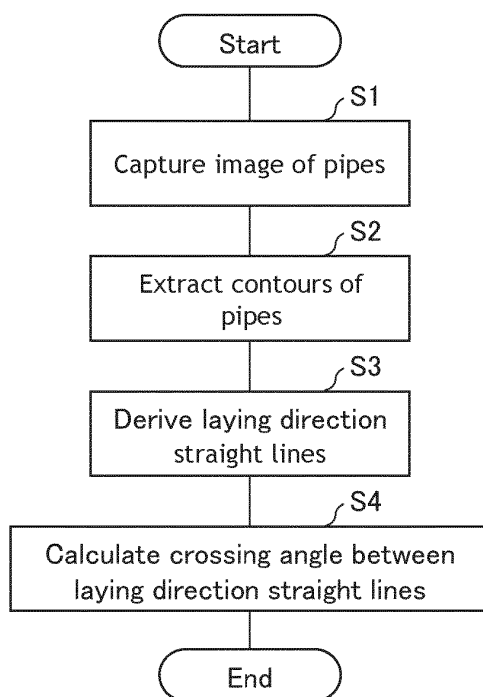 Start
S1
Capture image of pipes
S2
Extract contours of
pipes
S3
Derive laying direction
straight lines
S4
Calculate crossing angle between
laying direction straight lines
End